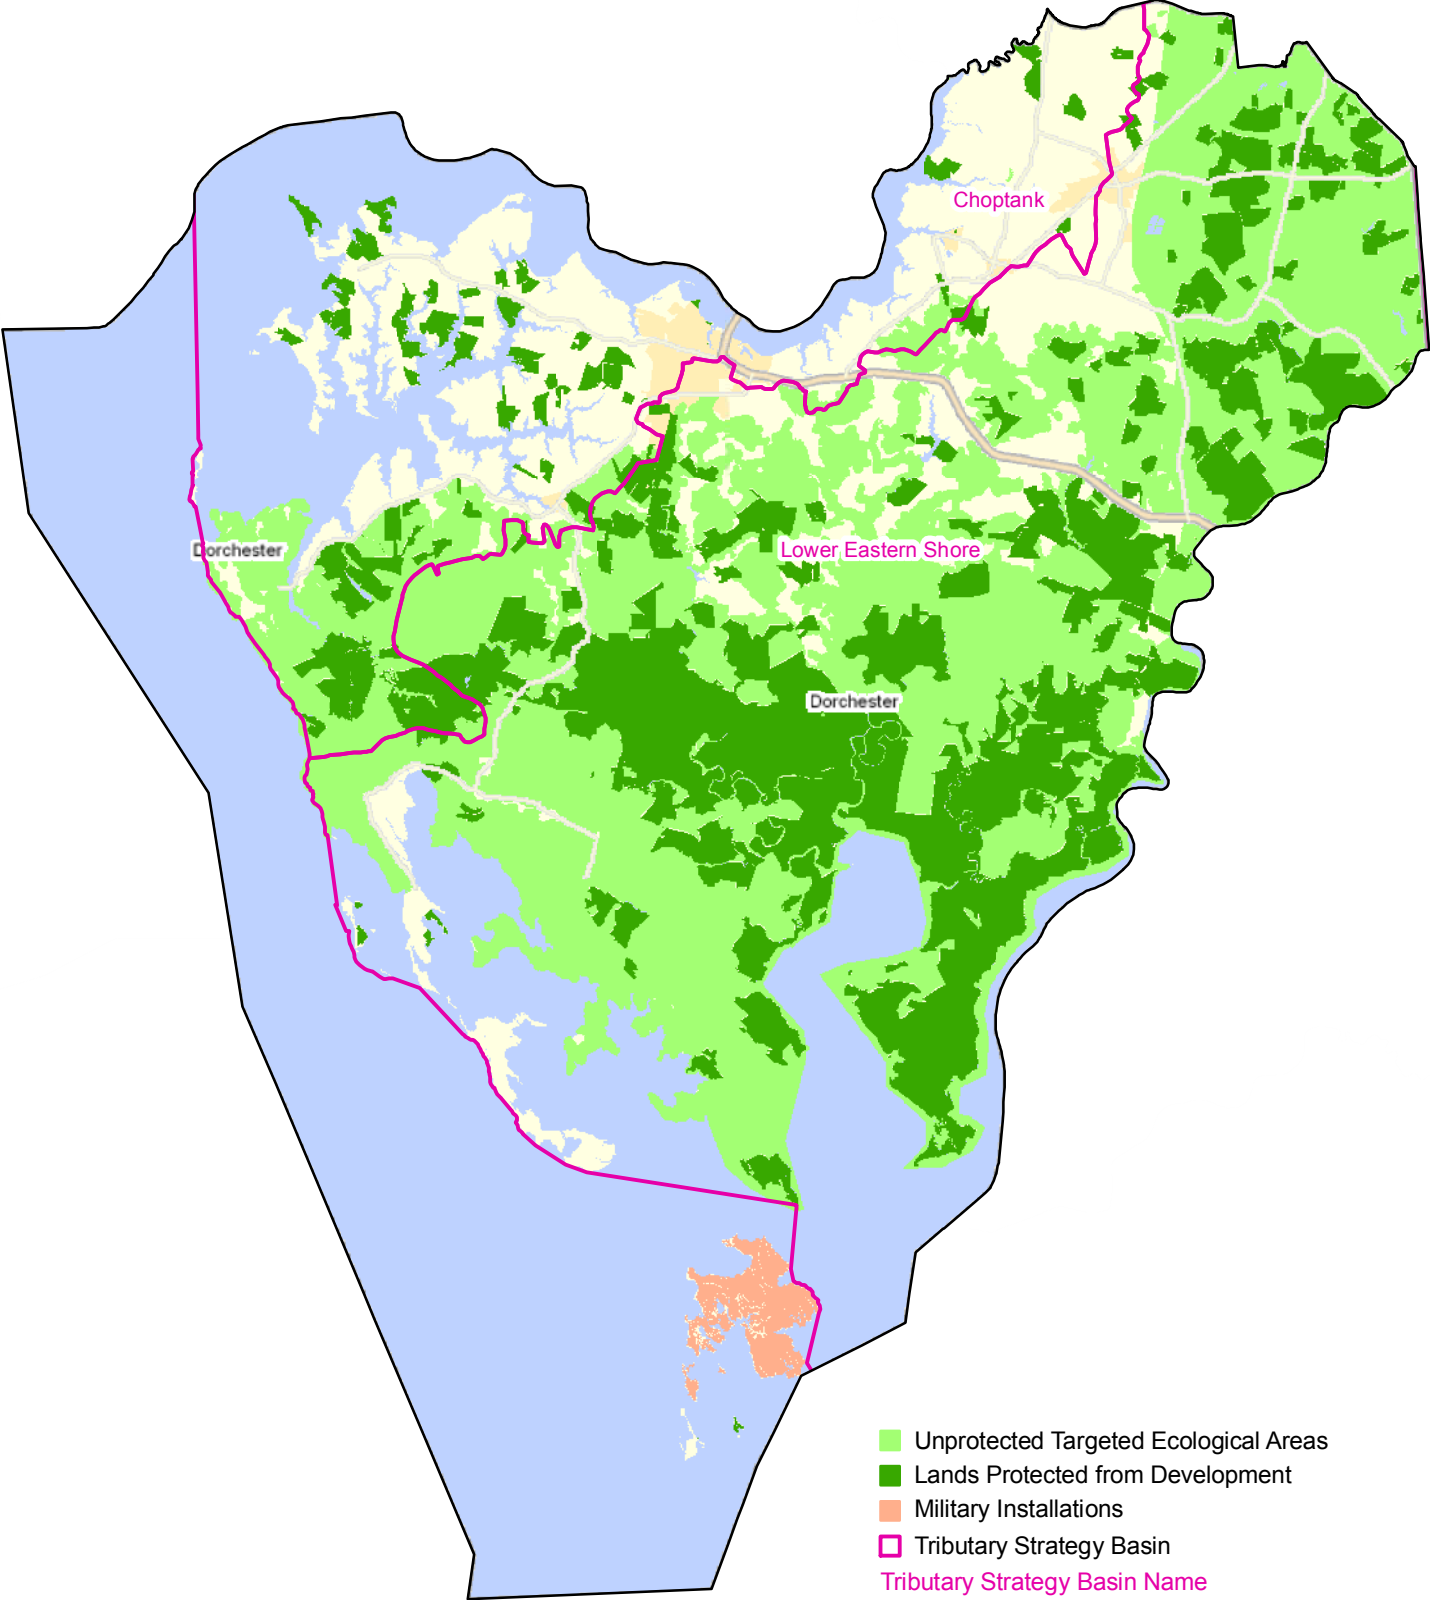 Choptank
Dorchester
Lower Eastern Shore
Dorchester
Unprotected Targeted Ecological Areas
Lands Protected from Development
Military Installations
Tributary Strategy Basin
Tributary Strategy Basin Name